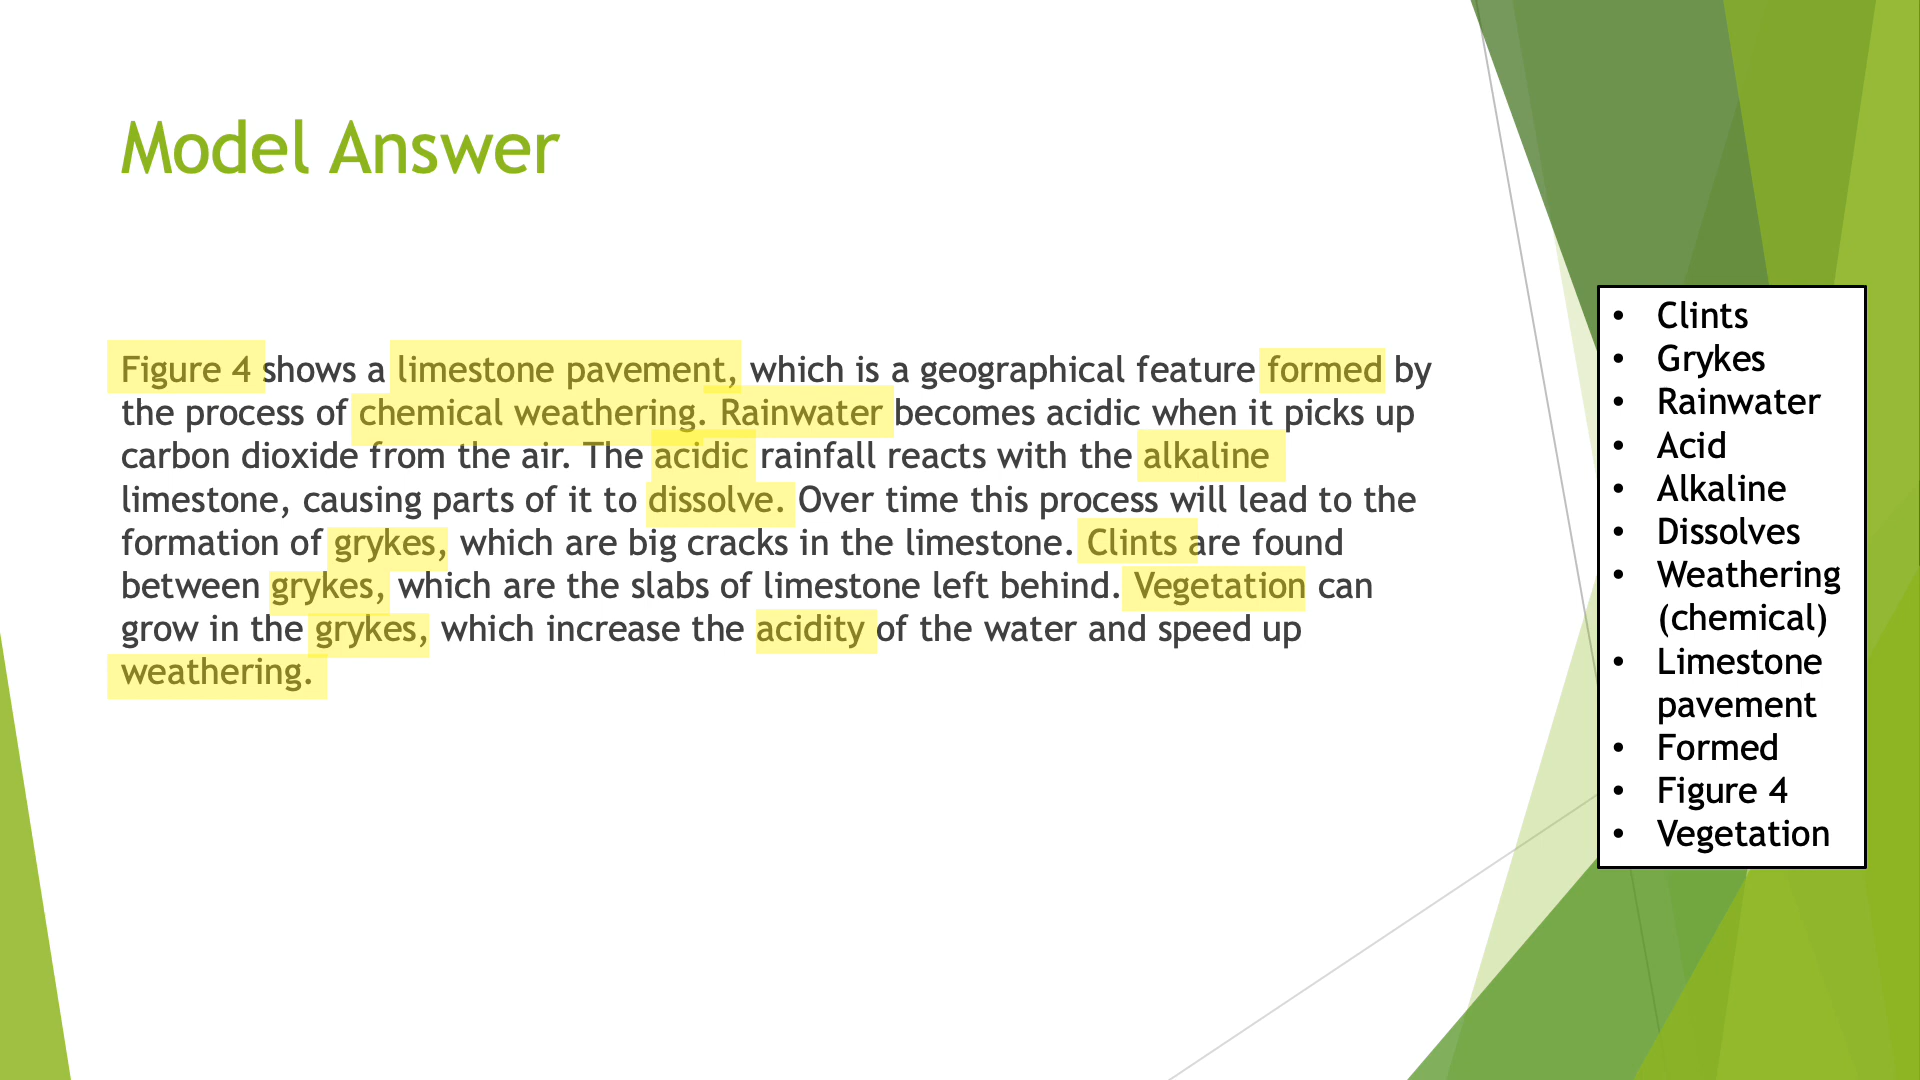 Model Answer
Figure 4 shows a limestone pavement, which is a geographical feature formed by
the process of chemical weathering. Rainwater becomes acidic when it picks up
carbon dioxide from the air. The acidic rainfall reacts with the alkaline
limestone, causing parts of it to dissolve. Over time this process will lead to the
formation of grykes, which are big cracks in the limestone. Clints are found
between grykes, which are the slabs of limestone left behind. Vegetation can
grow in the grykes, which increase the acidity of the water and speed up
weathering.
• Clints
• Grykes
• Rainwater
• Acid
• Alkaline
• Dissolves
• Weathering
(chemical)
• Limestone
pavement
• Formed
• Figure 4
• Vegetation